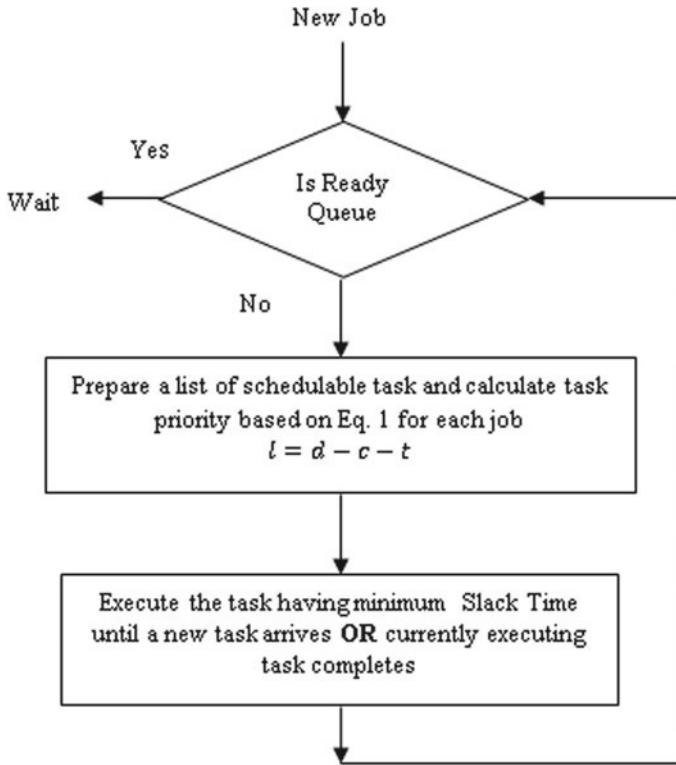 New Job
Yes
Is Ready
Queue
Wait
No
Prepare a list of schedulable task and calculate task
priority based on Eq. 1 for each job
l = d − c − t
Execute the task having minimum Slack Time
until a new task arrives OR currently executing
task completes